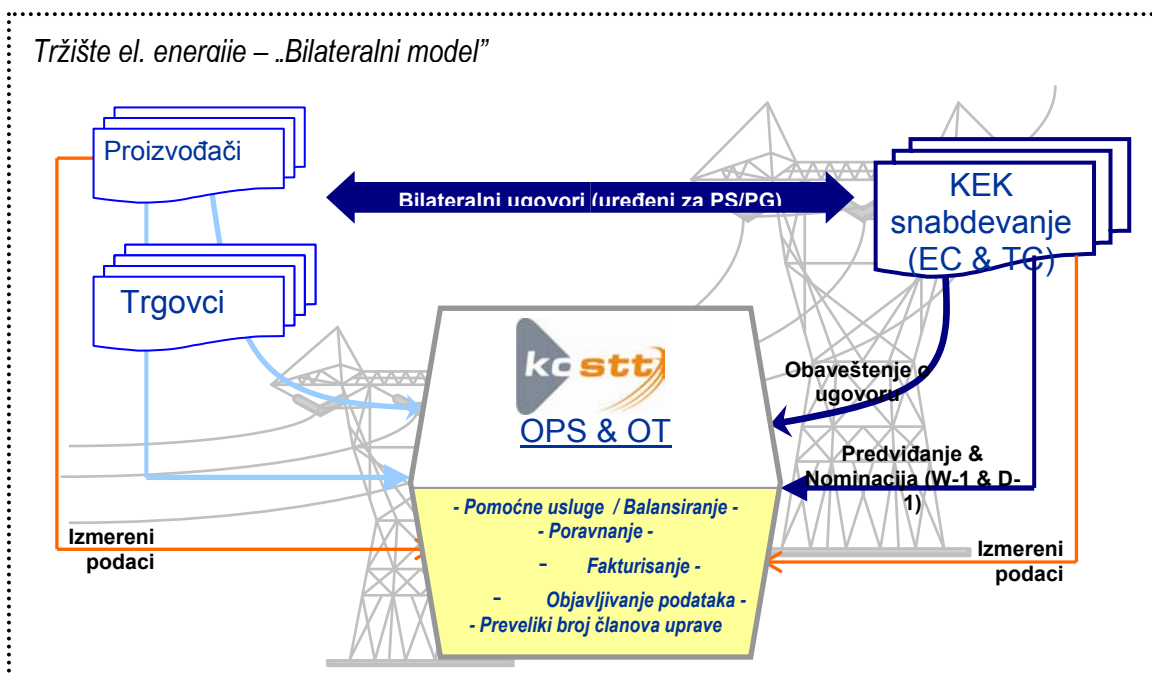 Tržište el. energije – „Bilateralni model”
Proizvođači
Bilateralni ugovori (uređeni za PS/PG)
KEK
snabdevanje
(EC & TC)
Trgovci
kostt
OPS & OT
Obaveštenje o
ugovoru
Predviđanje &
Nominacija (W-1 & D-
1)
- Pomoćne usluge / Balansiranje -
- Poravnanje -
- Fakturisanje -
- Objavljivanje podataka -
- Preveliki broj članova uprave
Izmereni
podaci
Izmereni
podaci